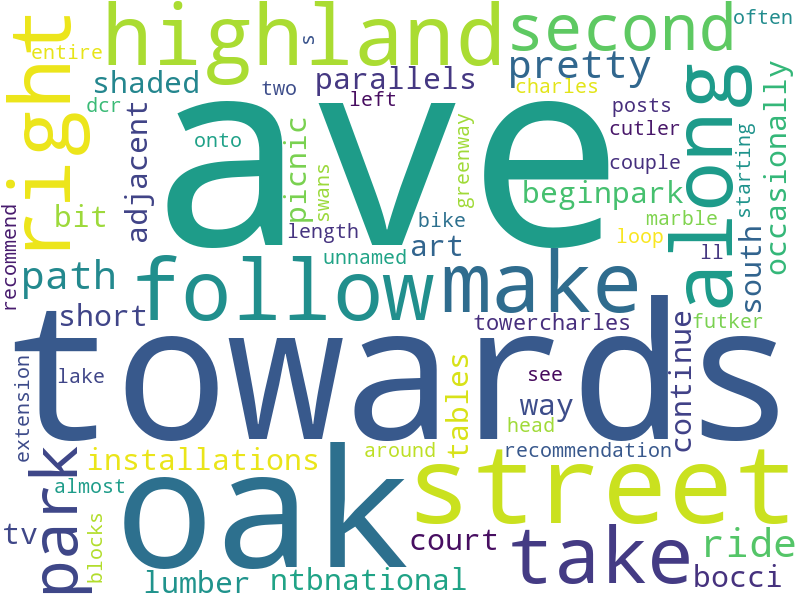 entire
highland
s
second
often
right
shaded
two
parallels
pretty
charles
dcr
left
posts
occasionally
adjacent
onto
ave
cutler
along
picnic
swans
greenway
couple
starting
beginpark
bit
length
bike
marble
recommend
unnamed
art
loop
ll
south
path
follow
make
short
towercharles
futker
continue
towards
extension
lake
tables
see
way
head
park
installations
around
recommendation
oak
street
almost
tv
blocks
court
take
ride
lumber
ntbnational
bocci